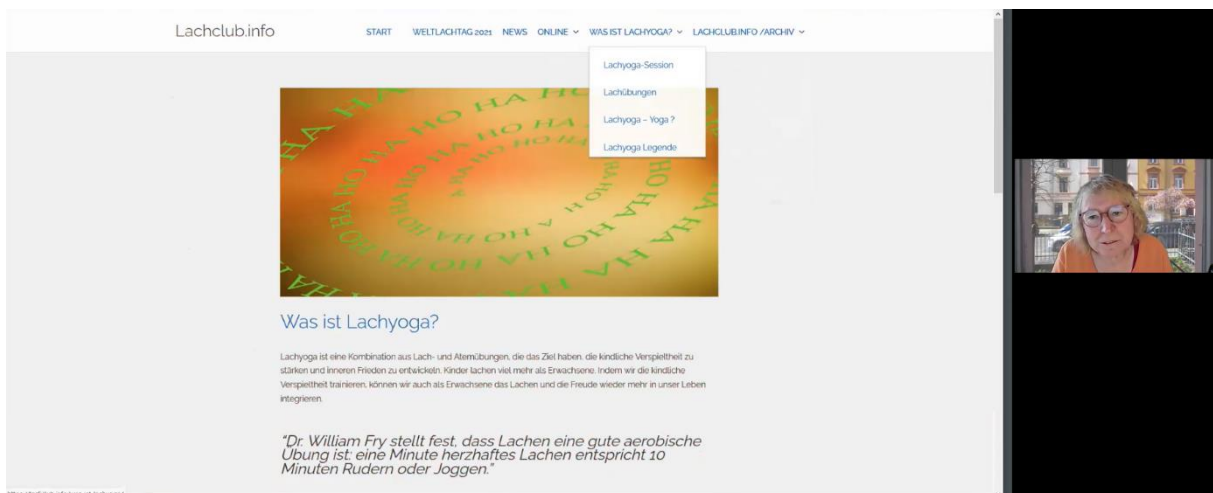 Lachclub.info
START WELTLACHTAG 2021 NEWS ONLINE WAS IST LACHYOGA? LACHCLUB.INFO /ARCHIV
Lachyoga-Session
Lachübungen
Lachyoga – Yoga ?
Lachyoga Legende
Was ist Lachyoga?
Lachyoga ist eine Kombination aus Lach- und Atemübungen, die das Ziel haben, die kindliche Verspieltheit zu
stärken und inneren Frieden zu entwickeln. Kinder lachen viel mehr als Erwachsene. Indem wir die kindliche
Verspieltheit trainieren, können wir auch als Erwachsene das Lachen und die Freude wieder mehr in unser Leben
integrieren.
"Dr. William Fry stellt fest, dass Lachen eine gute aerobische
Übung ist: eine Minute herzhaftes Lachen entspricht 10
Minuten Rudern oder Joggen."